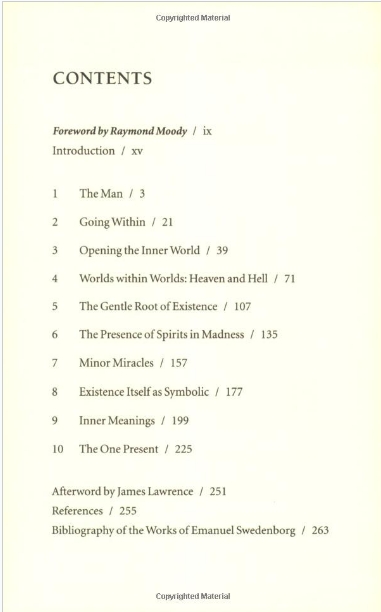 Copyrighted Material
CONTENTS
Foreword by Raymond Moody / ix
Introduction / xv
1 The Man / 3
2 Going Within / 21
3 Opening the Inner World / 39
4 Worlds within Worlds: Heaven and Hell / 71
5 The Gentle Root of Existence / 107
6 The Presence of Spirits in Madness / 135
7 Minor Miracles / 157
8 Existence Itself as Symbolic / 177
9 Inner Meanings / 199
10 The One Present / 225
Afterword by James Lawrence / 251
References / 255
Bibliography of the Works of Emanuel Swedenborg / 263
Copyrighted Material